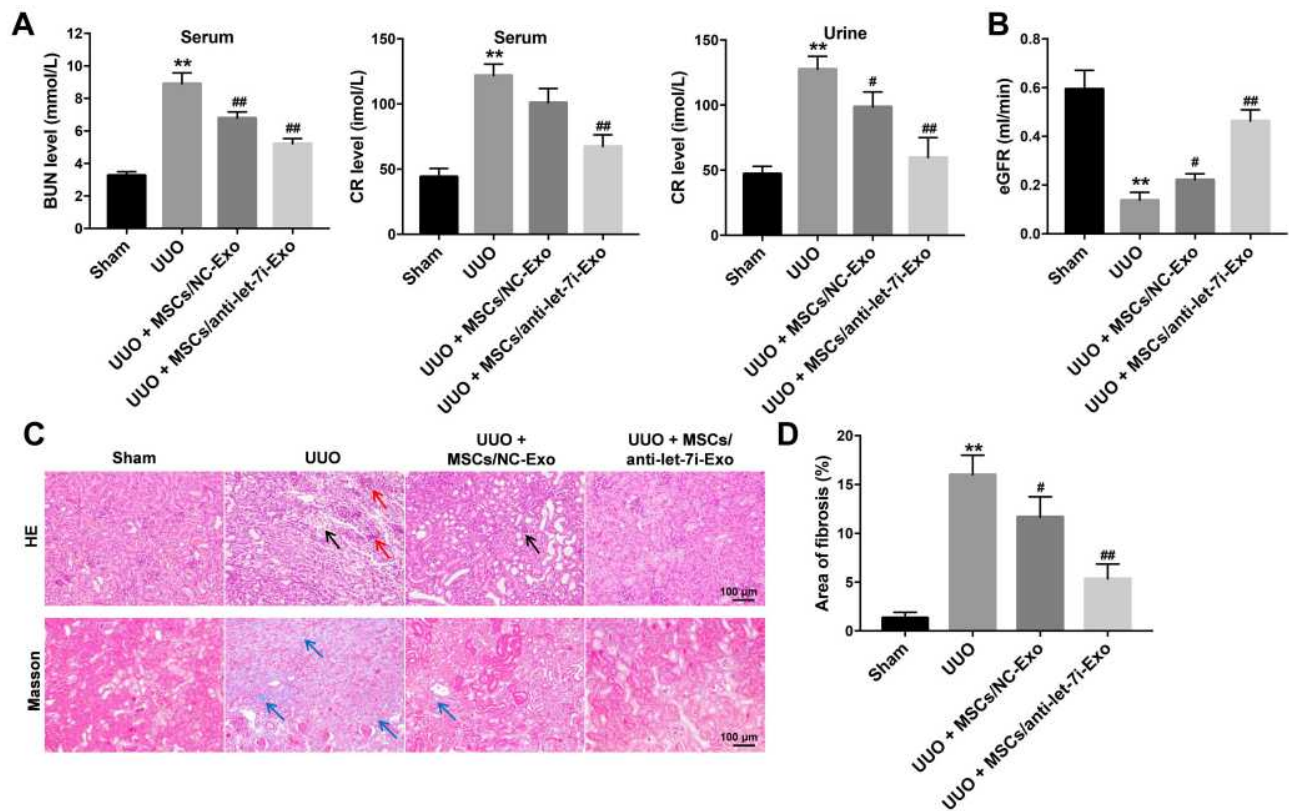 A
Serum
BUN level (mmol/L)
12
10
8
6
4
2
0
**
##
##
Sham
UUO
UUO + MSCs/NC-Exo
UUO + MSCs/anti-let-7i-Exo
Serum
CR level (imol/L)
150
100
50
0
**
##
Sham
UUO
UUO + MSCs/NC-Exo
UUO + MSCs/anti-let-7i-Exo
Urine
CR level (imol/L)
150
100
50
0
**
#
##
Sham
UUO
UUO + MSCs/NC-Exo
UUO + MSCs/anti-let-7i-Exo
B
eGFR (ml/min)
0.8
0.6
0.4
0.2
0.0
**
#
##
Sham
UUO
UUO + MSCs/NC-Exo
UUO + MSCs/anti-let-7i-Exo
C
Sham
UUO
UUO +
MSCs/NC-Exo
UUO + MSCs/
anti-let-7i-Exo
HE
100 μm
Masson
100 μm
D
Area of fibrosis (%)
20
15
10
5
0
**
#
##
Sham
UUO
UUO + MSCs/NC-Exo
UUO + MSCs/anti-let-7i-Exo